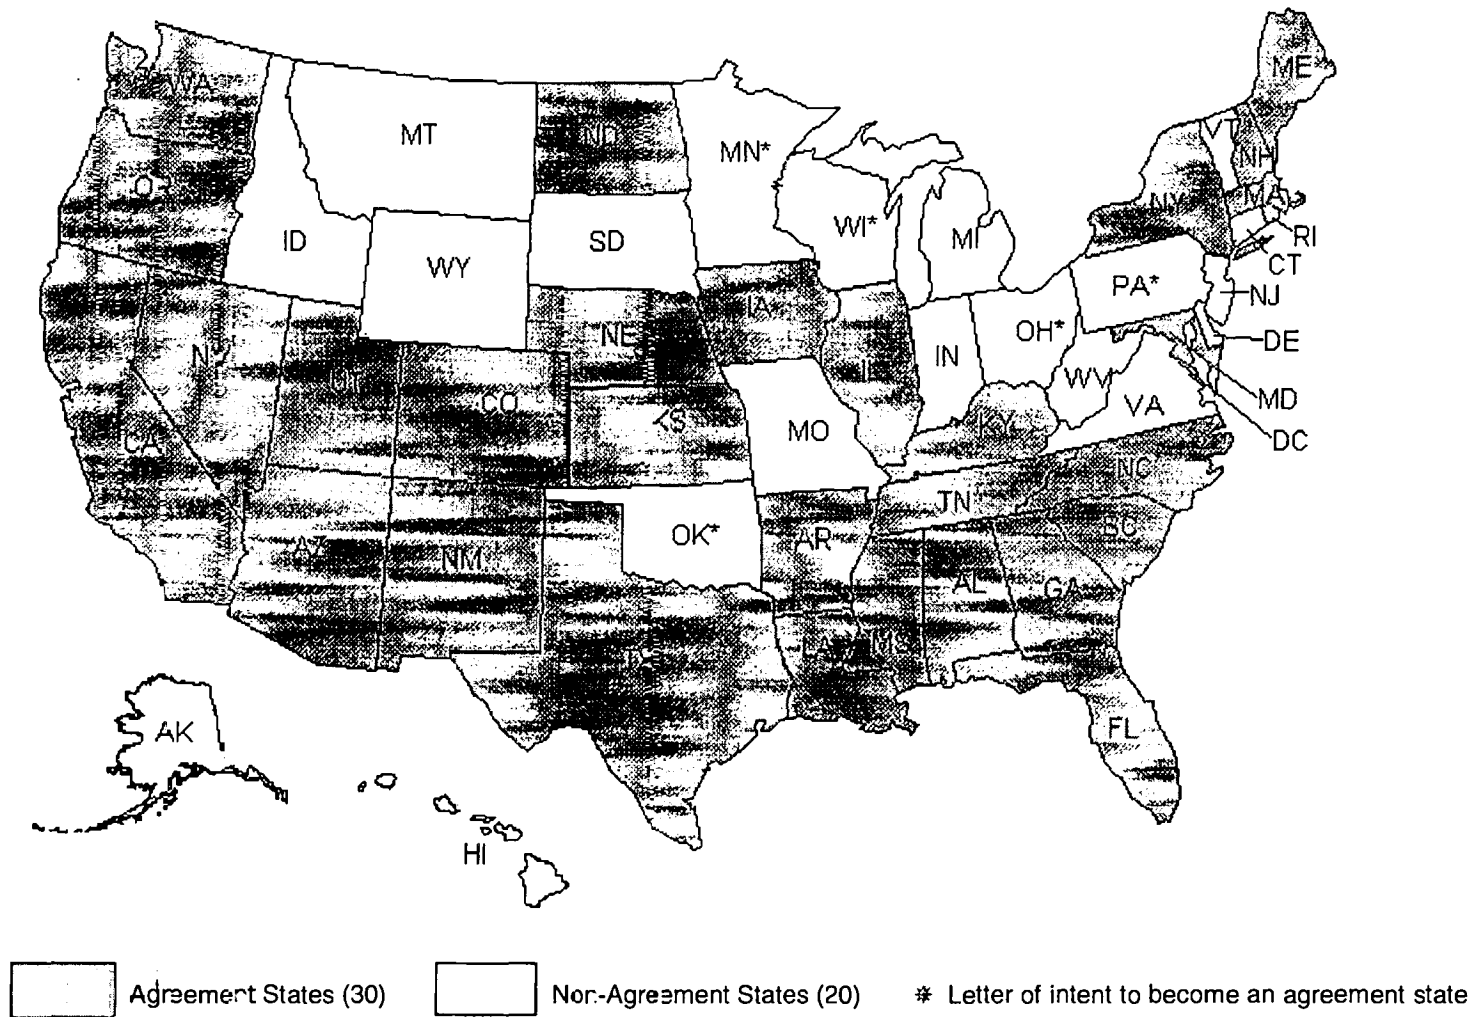 ME
WA
MT
ND
MN*
VT
NH
NY
MA
WI*
MI
RI
ID
SD
CT
WY
PA*
NJ
IA
NE
OH*
DE
IN
IL
UT
WV
MD
CO
VA
KS
KY
MO
DC
CA
NC
TN
SC
OK*
AR
AZ
NM
AL
GA
LA
MS
FL
AK
HI
Agreement States (30)
Non-Agreement States (20)
* Letter of intent to become an agreement state